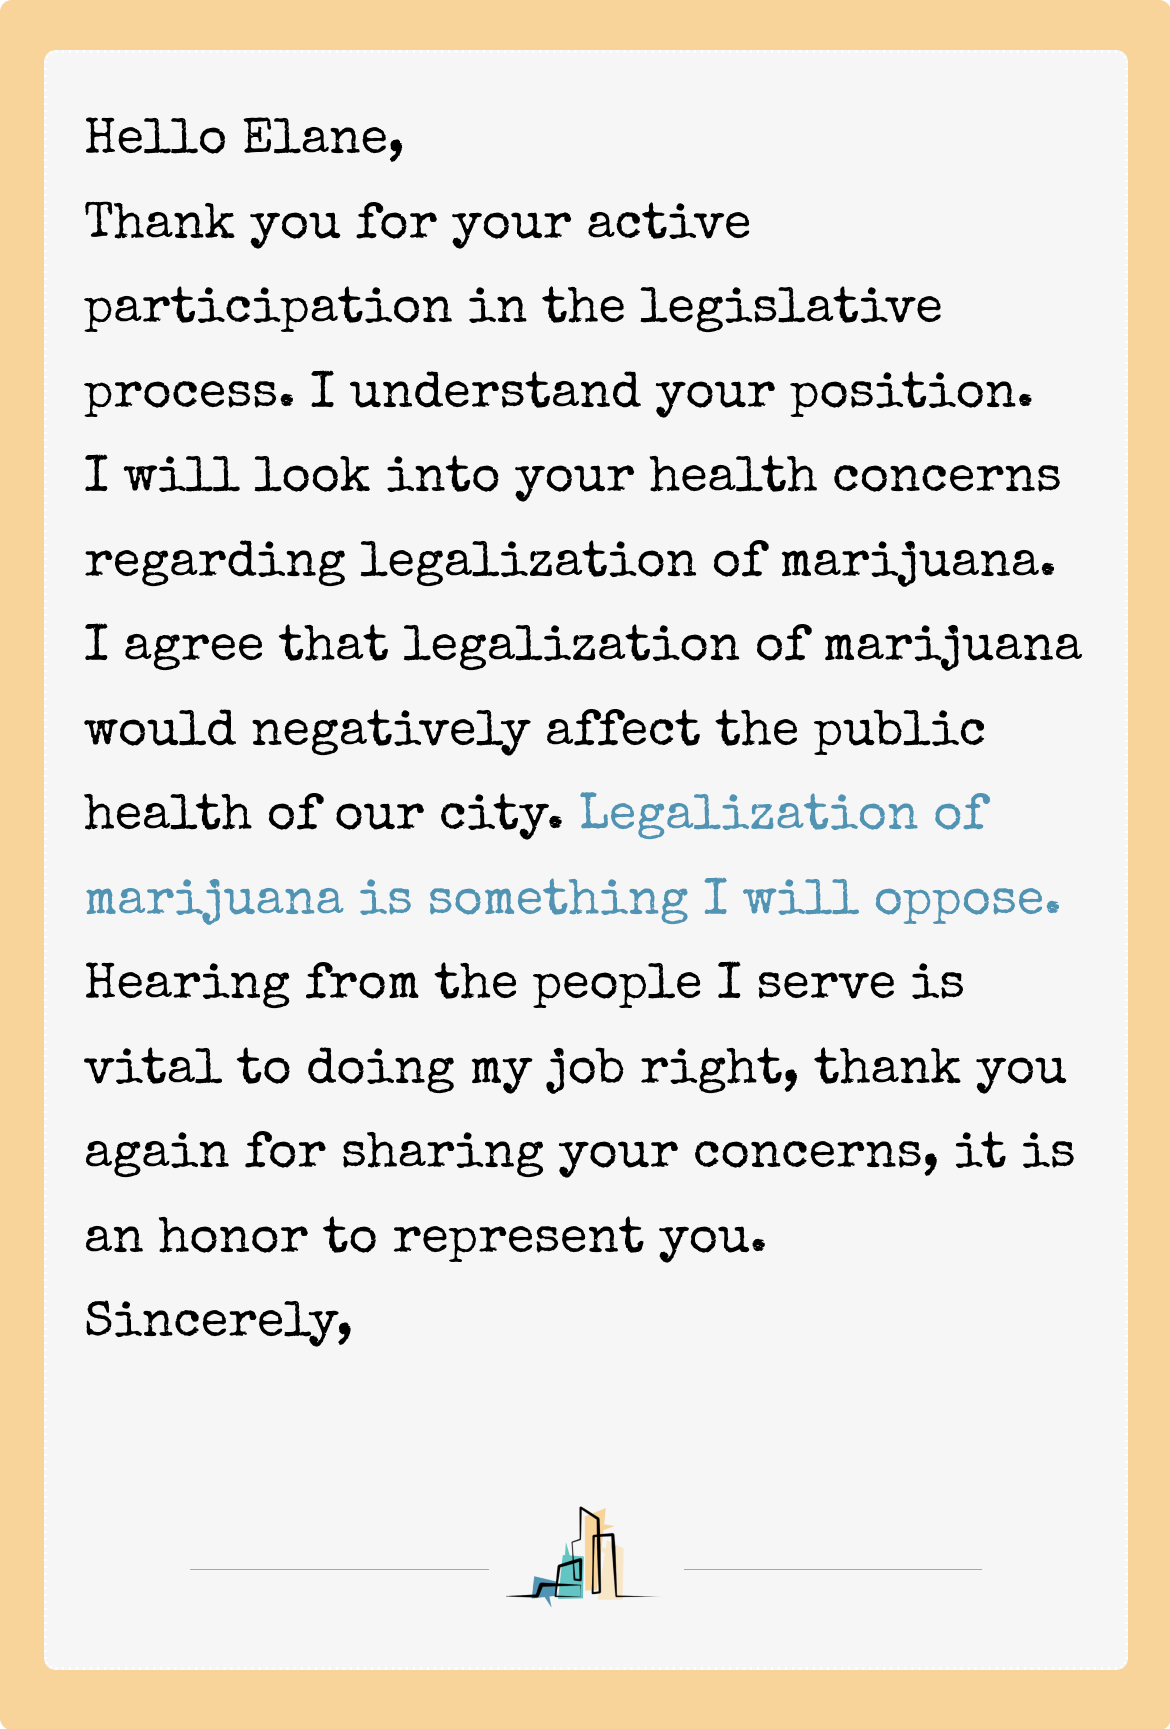 Hello Elane,
Thank you for your active
participation in the legislative
process. I understand your position.
I will look into your health concerns
regarding legalization of marijuana.
I agree that legalization of marijuana
would negatively affect the public
health of our city. Legalization of
marijuana is something I will oppose.
Hearing from the people I serve is
vital to doing my job right, thank you
again for sharing your concerns, it is
an honor to represent you.
Sincerely,